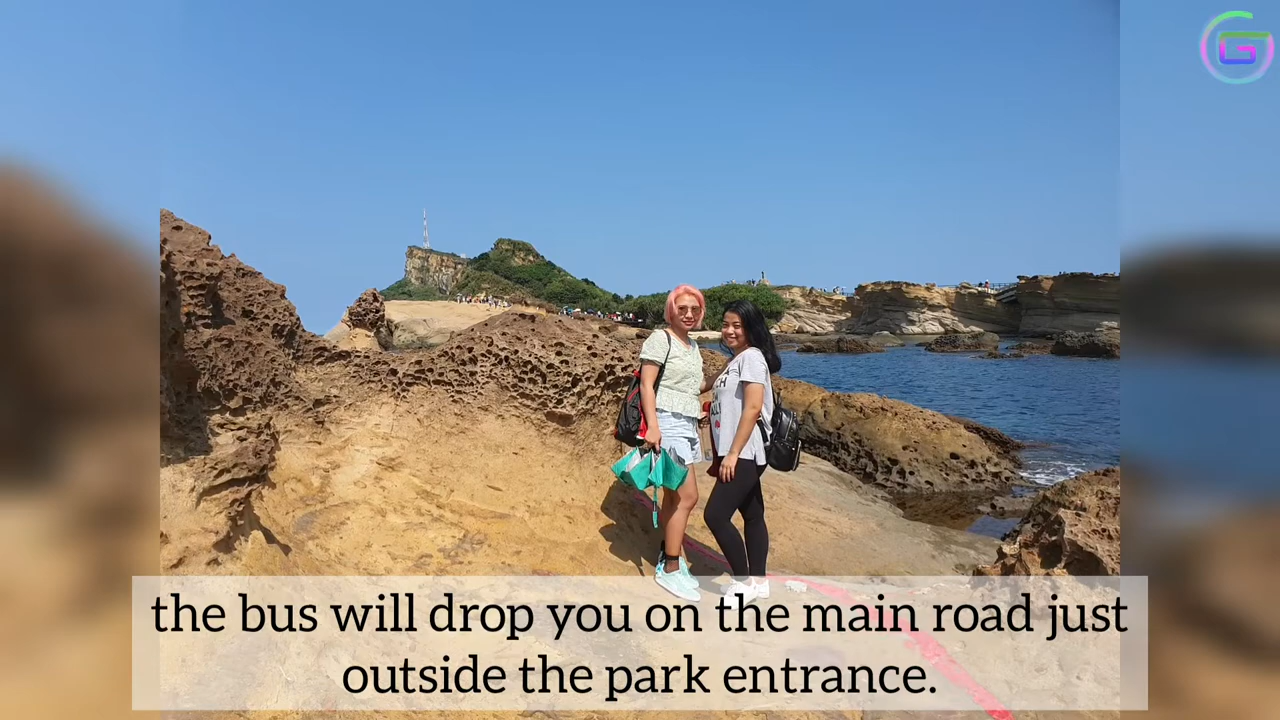 the bus will drop you on the main road just
outside the park entrance.